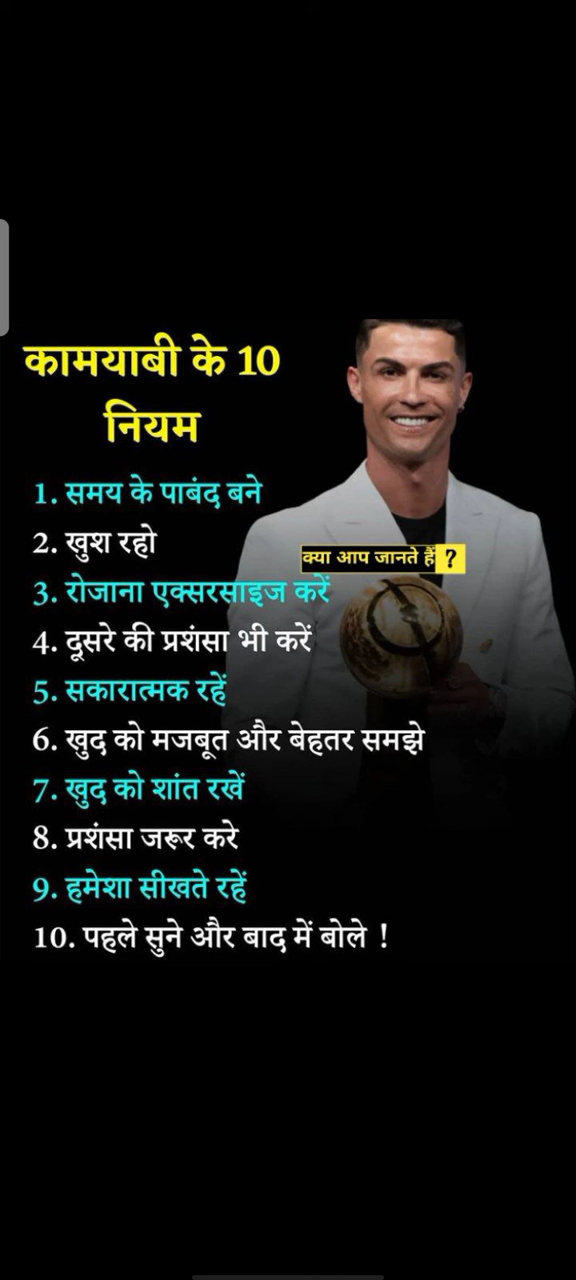 कामयाबी के 10
नियम
1. समय के पाबंद बने
2. खुश रहो
क्या आप जानते हैं ?
3. रोजाना एक्सरसाइज करें
4. दूसरे की प्रशंसा भी करें
5. सकारात्मक रहें
6. खुद को मजबूत और बेहतर समझे
7. खुद को शांत रखें
8. प्रशंसा जरूर करे
9. हमेशा सीखते रहें
10. पहले सुने और बाद में बोले !